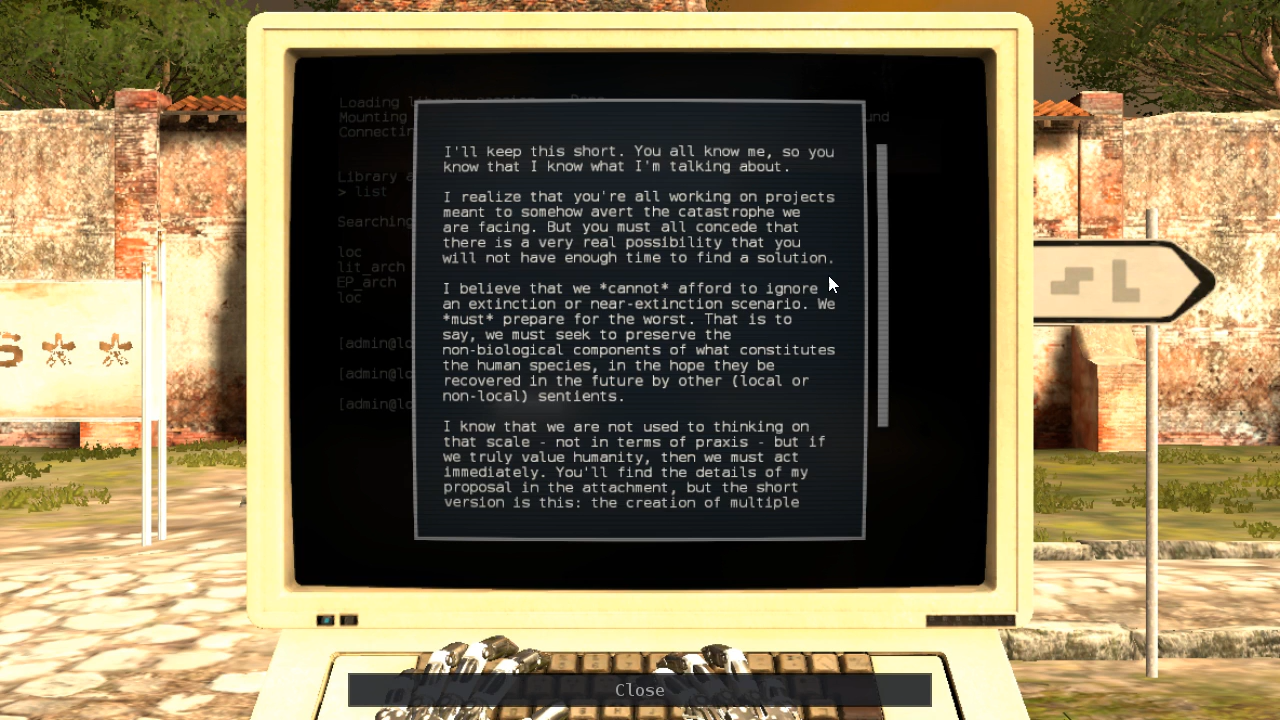 Loading
Mounting
und
I'll keep this short. You all know me, so you
know that I know what I'm talking about.
I realize that you're all working on projects
meant to somehow avert the catastrophe we
are facing. But you must all concede that
there is a very real possibility that you
will not have enough time to find a solution.
I believe that we *cannot* afford to ignore
an extinction or near-extinction scenario. We
*must* prepare for the worst. That is to
say, we must seek to preserve the
non-biological components of what constitutes
the human species, in the hope they be
recovered in the future by other (local or
non-local) sentients.
I know that we are not used to thinking on
that scale - not in terms of praxis - but if
we truly value humanity, then we must act
immediately. You'll find the details of my
proposal in the attachment, but the short
version is this: the creation of multiple
Connectin
Library a
> list
Searching
loc
lit_arch
EP_arch
loc
[admin@lo
[admin@lo
[admin@lo
S * *
Close